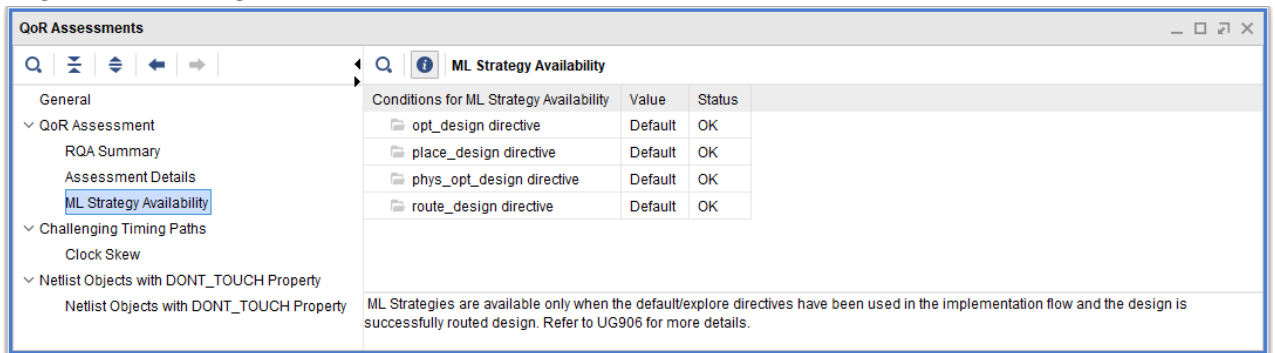 QoR Assessments
ML Strategy Availability
General
QoR Assessment
RQA Summary
Assessment Details
ML Strategy Availability
Challenging Timing Paths
Clock Skew
Netlist Objects with DONT_TOUCH Property
Netlist Objects with DONT_TOUCH Property
Conditions for ML Strategy Availability Value Status
opt_design directive Default OK
place_design directive Default OK
phys_opt_design directive Default OK
route_design directive Default OK
ML Strategies are available only when the default/explore directives have been used in the implementation flow and the design is
successfully routed design. Refer to UG906 for more details.